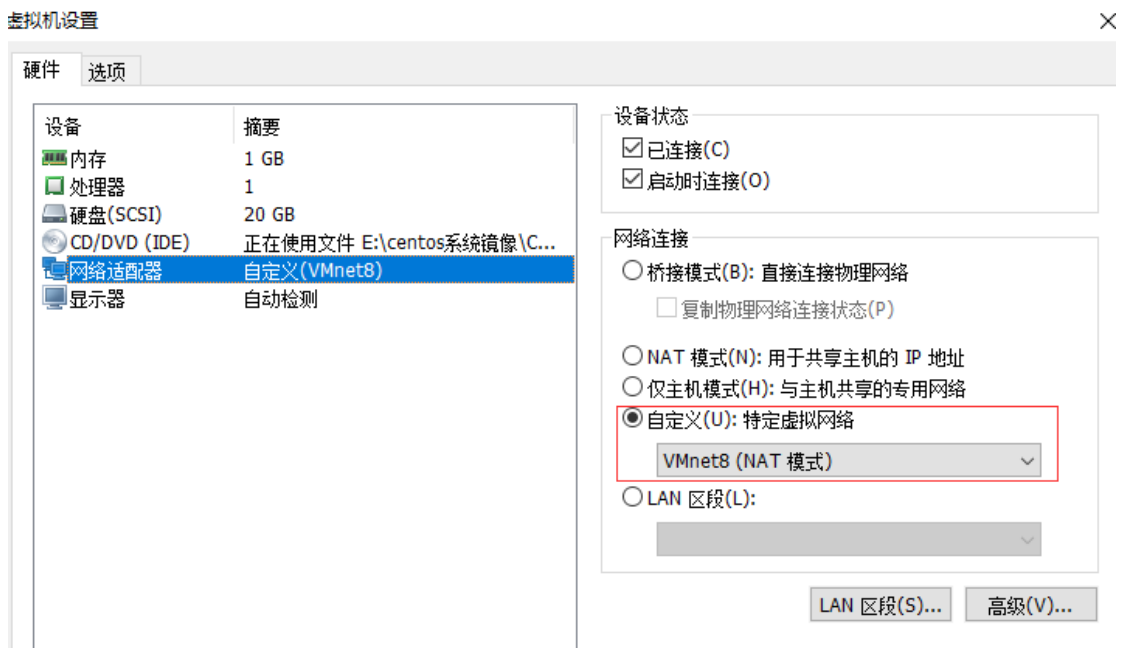 虚拟机设置
硬件 选项
设备 摘要
内存 1 GB
处理器 1
硬盘(SCSI) 20 GB
CD/DVD (IDE) 正在使用文件 E:\centos系统镜像\C...
网络适配器 自定义(VMnet8)
显示器 自动检测
设备状态
已连接(C)
启动时连接(O)
网络连接
桥接模式(B): 直接连接物理网络
复制物理网络连接状态(P)
NAT 模式(N): 用于共享主机的 IP 地址
仅主机模式(H): 与主机共享的专用网络
自定义(U): 特定虚拟网络
VMnet8 (NAT 模式)
LAN 区段(L):
LAN 区段(S)... 高级(V)...